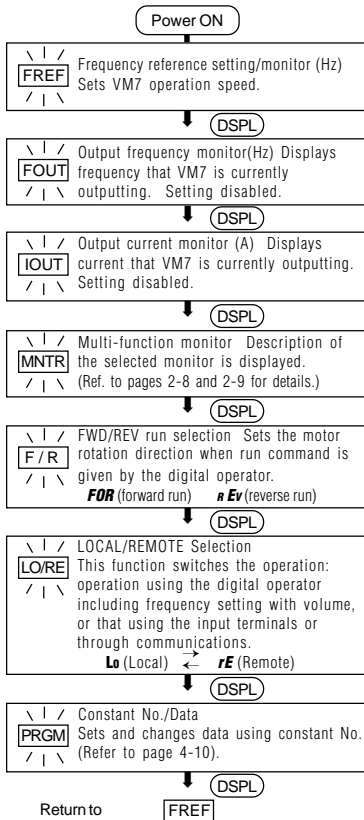 Power ON
FREF
Frequency reference setting/monitor (Hz)
Sets VM7 operation speed.
DSPL
FOUT
Output frequency monitor(Hz) Displays
frequency that VM7 is currently
outputting. Setting disabled.
DSPL
IOUT
Output current monitor (A) Displays
current that VM7 is currently outputting.
Setting disabled.
DSPL
MNTR
Multi-function monitor Description of
the selected monitor is displayed.
(Ref. to pages 2-8 and 2-9 for details.)
DSPL
F / R
FWD/REV run selection Sets the motor
rotation direction when run command is
given by the digital operator.
FOR (forward run) R Ev (reverse run)
DSPL
LO/RE
LOCAL/REMOTE Selection
This function switches the operation:
operation using the digital operator
including frequency setting with volume,
or that using the input terminals or
through communications.
Lo (Local) → ← rE (Remote)
DSPL
PRGM
Constant No./Data
Sets and changes data using constant No.
(Refer to page 4-10).
DSPL
Return to FREF